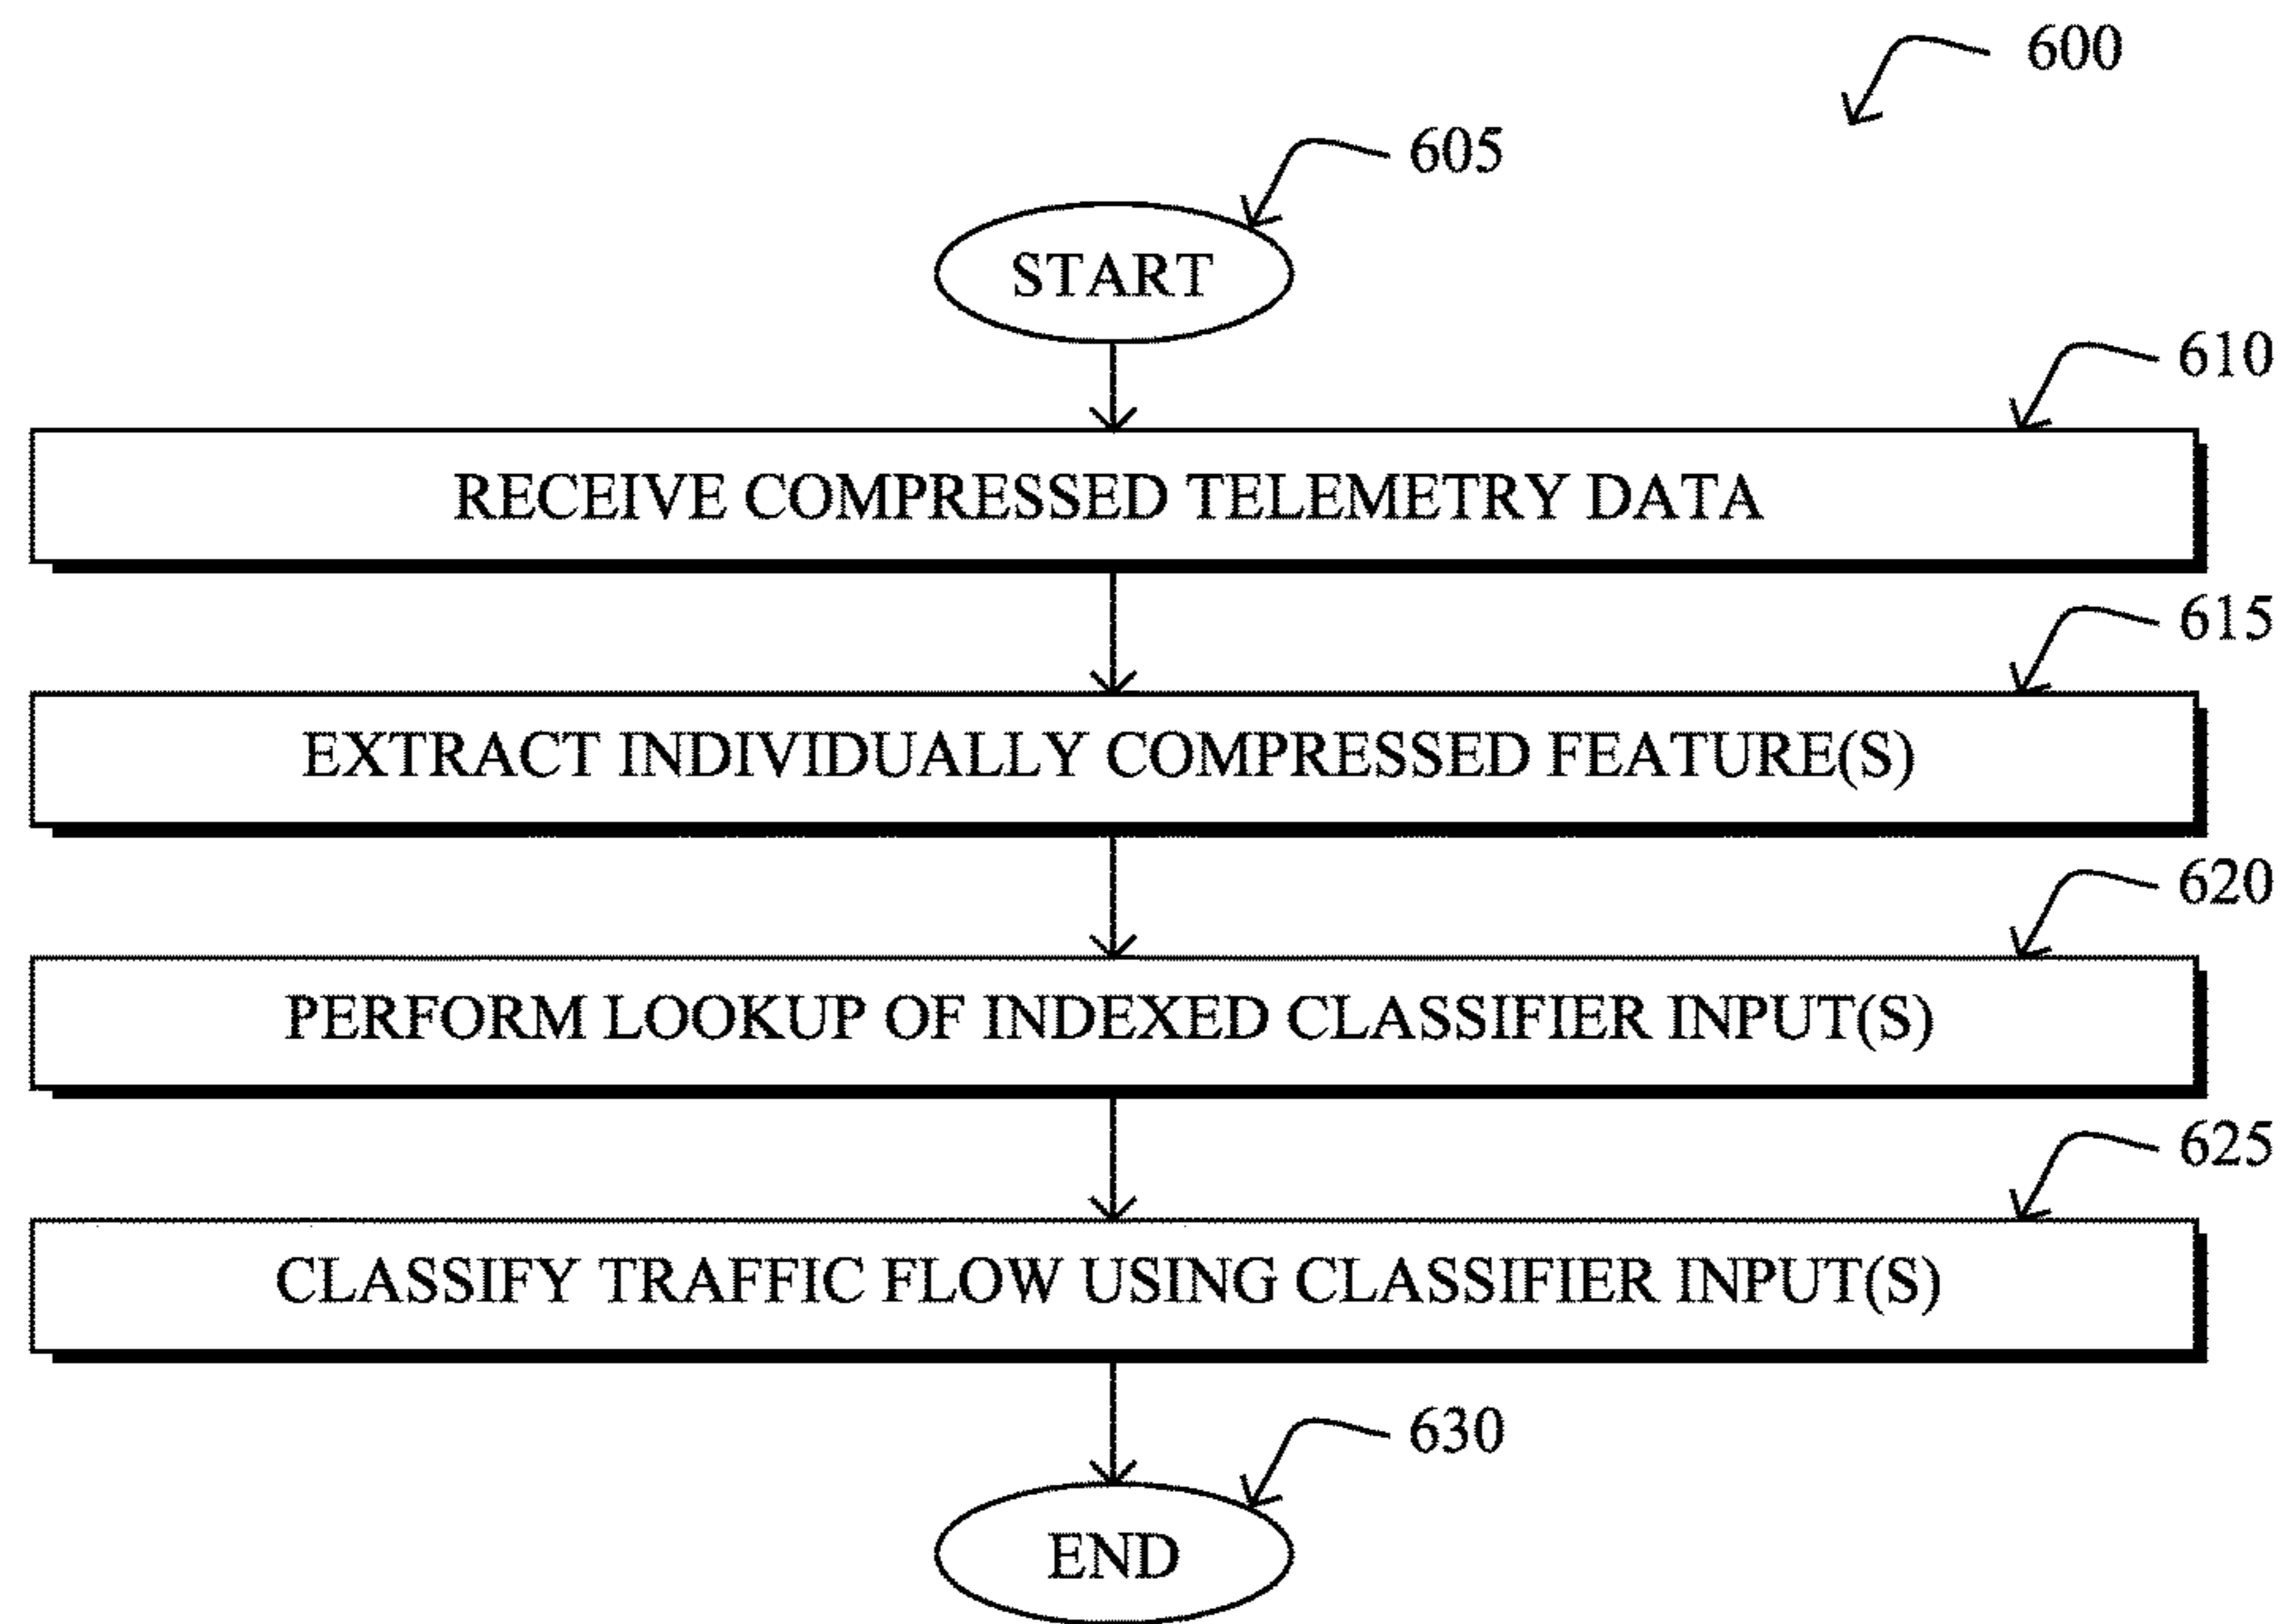 600
605
START
610
RECEIVE COMPRESSED TELEMETRY DATA
615
EXTRACT INDIVIDUALLY COMPRESSED FEATURE(S)
620
PERFORM LOOKUP OF INDEXED CLASSIFIER INPUT(S)
625
CLASSIFY TRAFFIC FLOW USING CLASSIFIER INPUT(S)
630
END